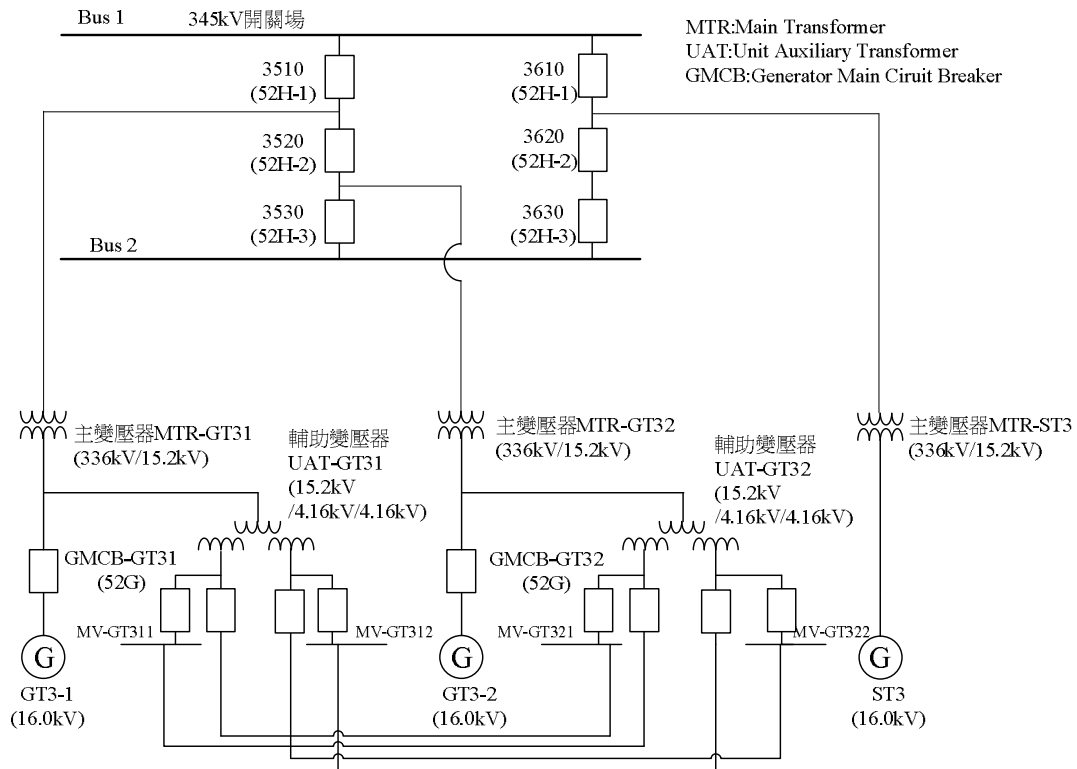 Bus 1
345kV開關場
MTR:Main Transformer
UAT:Unit Auxiliary Transformer
GMCB:Generator Main Ciruit Breaker
3510
(52H-1)
3610
(52H-1)
3520
(52H-2)
3620
(52H-2)
3530
(52H-3)
3630
(52H-3)
Bus 2
主變壓器MTR-GT31
(336kV/15.2kV)
輔助變壓器
UAT-GT31
(15.2kV
/4.16kV/4.16kV)
主變壓器MTR-GT32
(336kV/15.2kV)
輔助變壓器
UAT-GT32
(15.2kV
/4.16kV/4.16kV)
主變壓器MTR-ST3
(336kV/15.2kV)
GMCB-GT31
(52G)
GMCB-GT32
(52G)
MV-GT311
MV-GT312
MV-GT321
MV-GT322
G
GT3-1
(16.0kV)
G
GT3-2
(16.0kV)
G
ST3
(16.0kV)